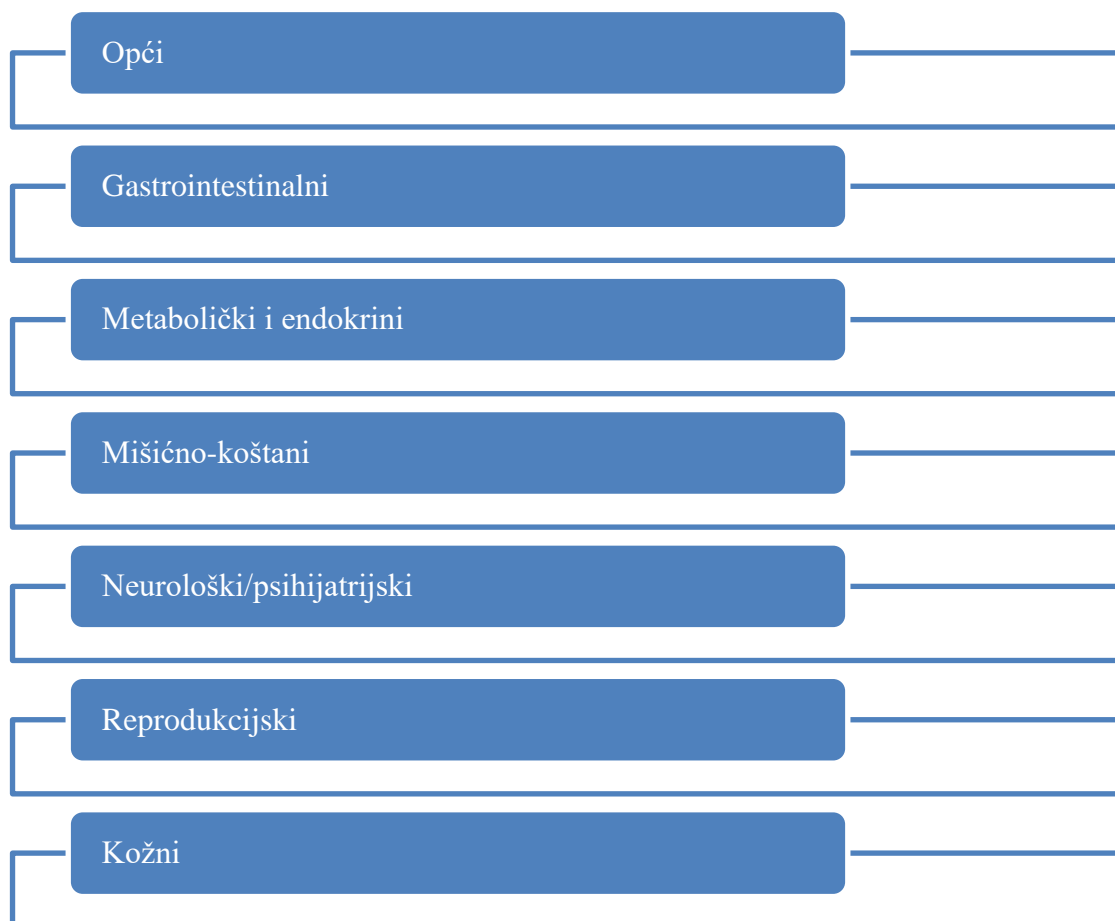 Opći
Gastrointestinalni
Metabolički i endokrini
Mišićno-koštani
Neurološki/psihijatrijski
Reprodukcijski
Kožni